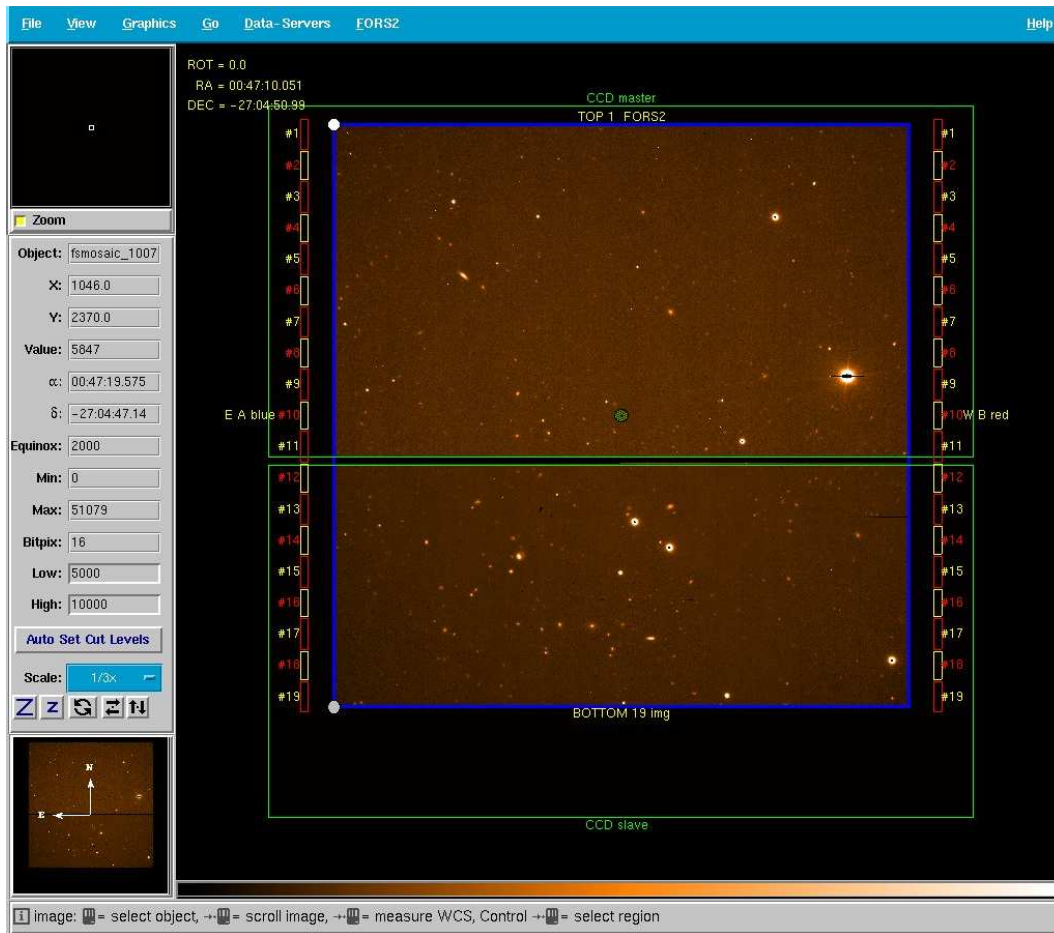 File View Graphics Go Data-Servers FORS2 Help
ROT = 0.0
RA = 00:47:10.051
DEC = -27:04:50.99
CCD master
TOP 1 FORS2
#1 #1
#2 #2
#3 #3
#4 #4
#5 #5
#6 #6
#7 #7
#8 #8
#9 #9
E A blue #10 #10 W B red
#11 #11
#12 #12
#13 #13
#14 #14
#15 #15
#16 #16
#17 #17
#18 #18
#19 #19
BOTTOM 19 img
CCD slave
Zoom
Object: fsmosaic_1007
X: 1046.0
Y: 2370.0
Value: 5847
α: 00:47:19.575
δ: -27:04:47.14
Equinox: 2000
Min: 0
Max: 51079
Bitpix: 16
Low: 5000
High: 10000
Auto Set Cut Levels
Scale: 1/3x
Z z
N
E
i image: = select object, = scroll image, = measure WCS, Control = select region